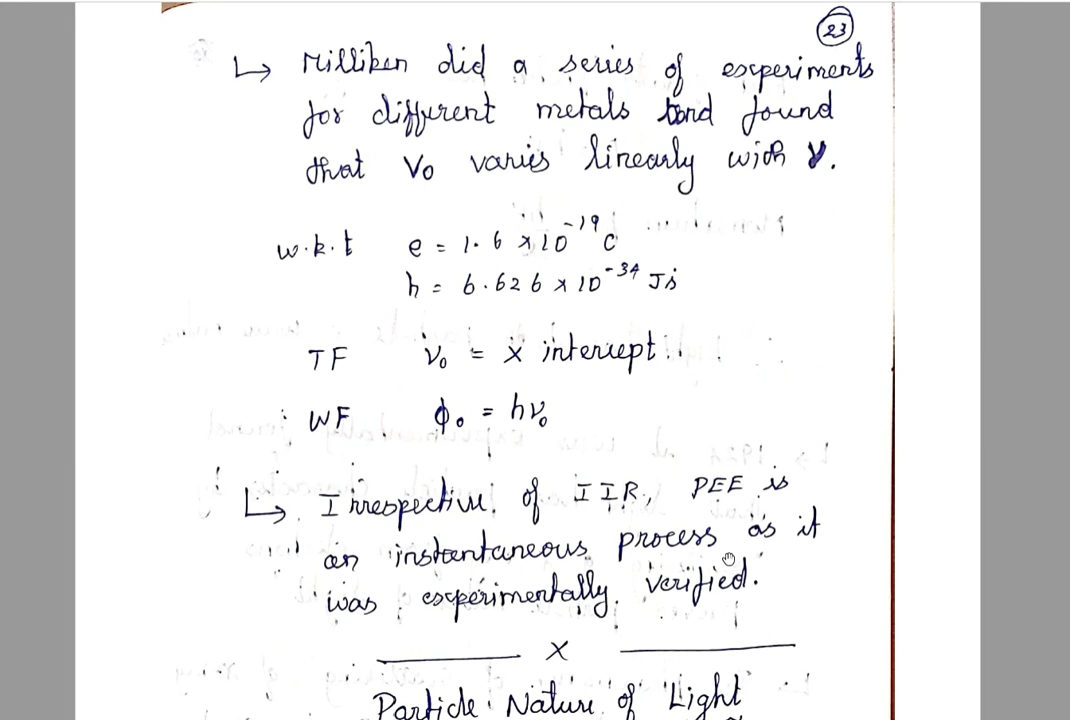 23
↳ Milliken did a series of experiments
for different metals and found
that V₀ varies linearly with ν.
w.k.t e = 1.6 x 10⁻¹⁹ C
h = 6.626 x 10⁻³⁴ Js
TF ν₀ = x intercept.
WF ϕ₀ = hν₀
↳ Irrespective of IIR, PEE is
an instantaneous process as it
was experimentally verified.
X
Particle Nature of Light